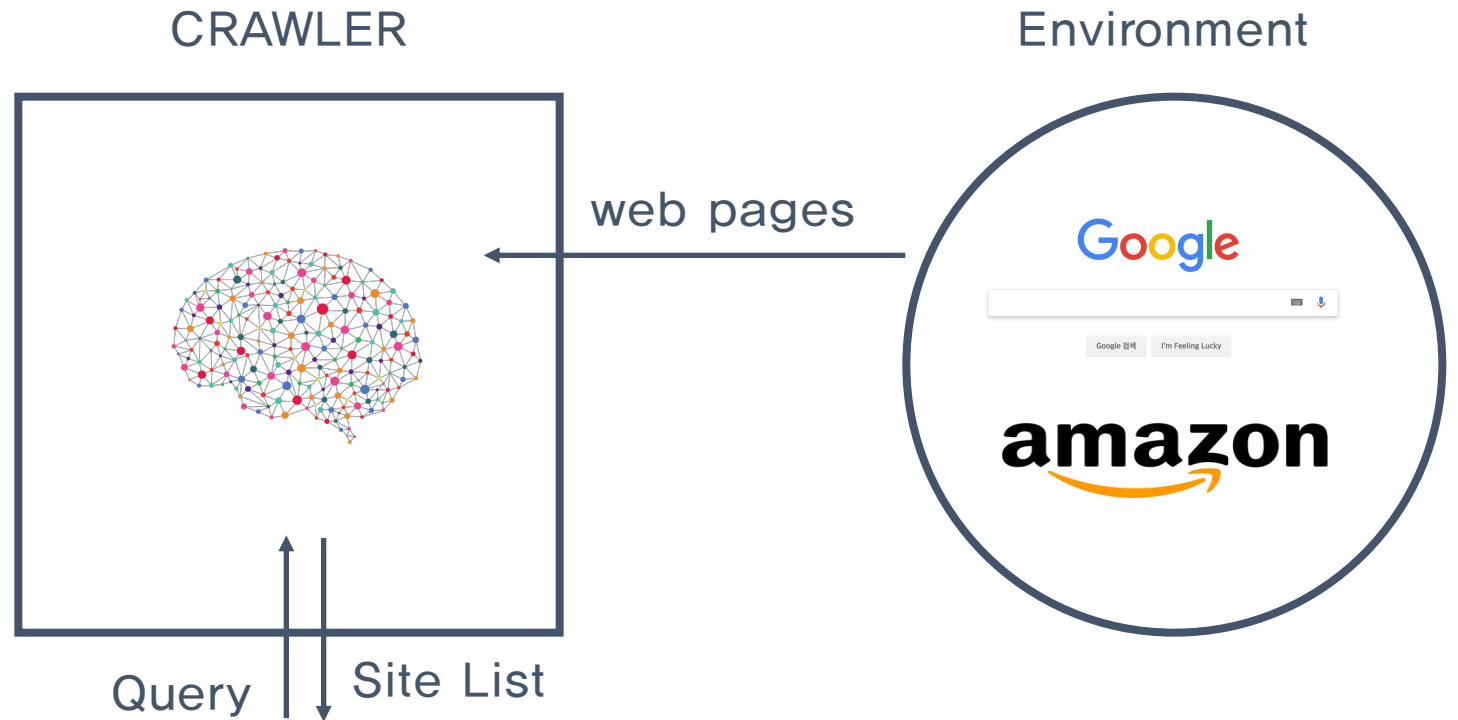 CRAWLER
Environment
web pages
Google
Google 검색 I'm Feeling Lucky
amazon
Query
Site List